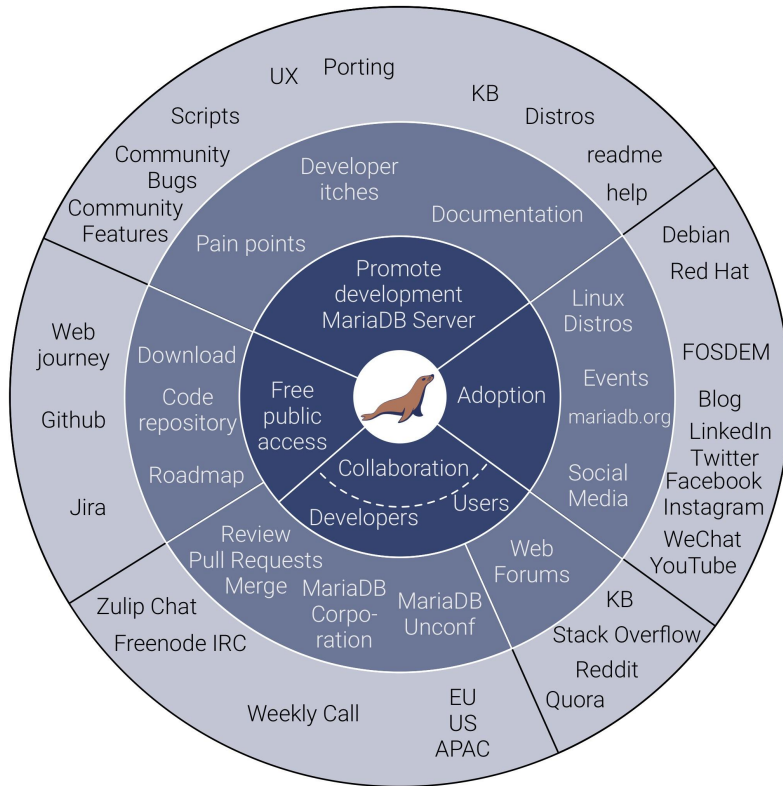 UX
Porting
KB
Scripts
Distros
Community
Bugs
readme
Community
Features
help
Developer
itches
Documentation
Pain points
Promote
development
MariaDB Server
Debian
Red Hat
FOSDEM
Blog
LinkedIn
Twitter
Facebook
Instagram
WeChat
YouTube
Linux
Distros
Events
mariadb.org
Social
Media
Adoption
Web
journey
Github
Jira
Download
Code
repository
Roadmap
Free
public
access
Collaboration
Developers
Users
Review
Pull Requests
Merge
MariaDB
Corpo-
ration
MariaDB
Unconf
Web
Forums
Zulip Chat
Freenode IRC
Weekly Call
EU
US
APAC
KB
Stack Overflow
Reddit
Quora